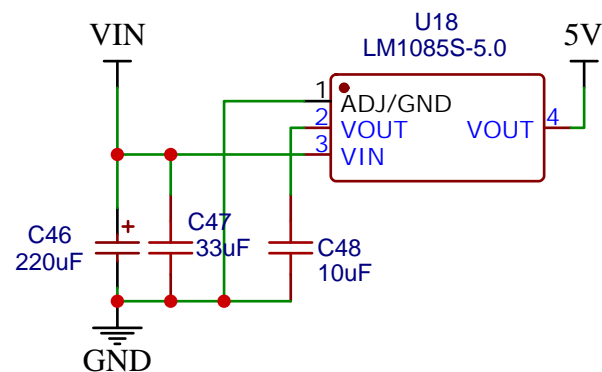 U18
LM1085S-5.0
VIN
5V
1
ADJ/GND
2
VOUT
VOUT
4
3
VIN
C46
220uF
+
C47
33uF
C48
10uF
GND